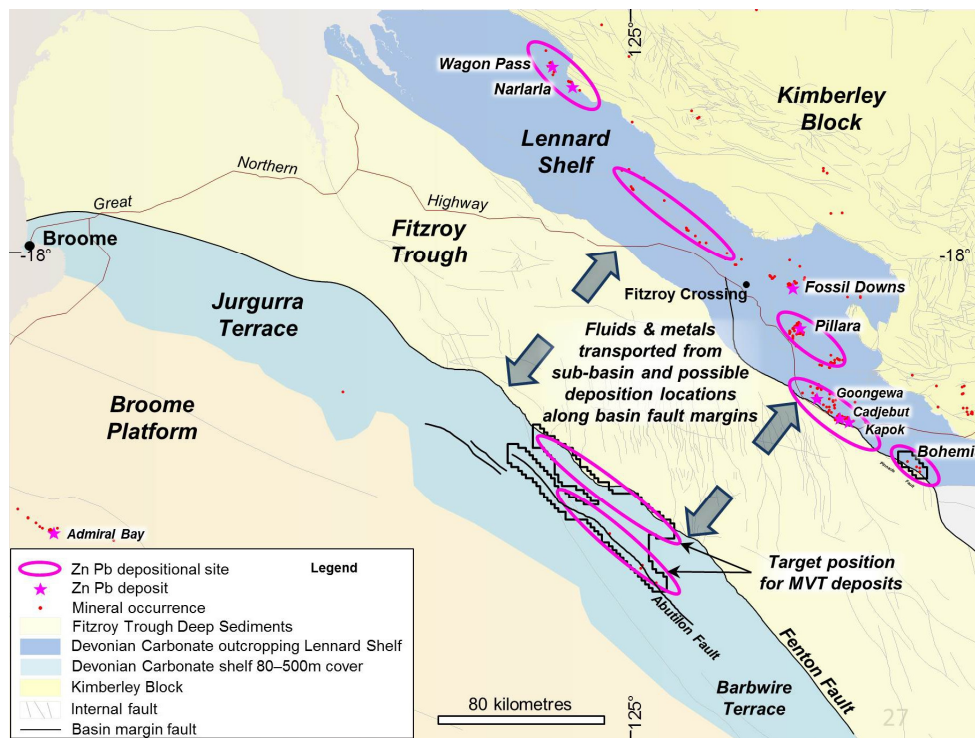 125°
Wagon Pass
Narlarla
Kimberley
Block
Lennard
Shelf
Northern
Great
Highway
Broome
-18°
Fitzroy
Trough
-18°
Jurgurra
Terrace
Fitzroy Crossing
Fossil Downs
Pillara
Fluids & metals
transported from
sub-basin and possible
deposition locations
along basin fault margins
Broome
Platform
Goongewa
Cadjebut
Kapok
Bohemi
Pinnacle
Fault
Admiral Bay
Target position
for MVT deposits
Abutilon Fault
Fenton Fault
Barbwire
Terrace
Legend
Zn Pb depositional site
Zn Pb deposit
Mineral occurrence
Fitzroy Trough Deep Sediments
Devonian Carbonate outcropping Lennard Shelf
Devonian Carbonate shelf 80–500m cover
Kimberley Block
Internal fault
Basin margin fault
80 kilometres
125°
27